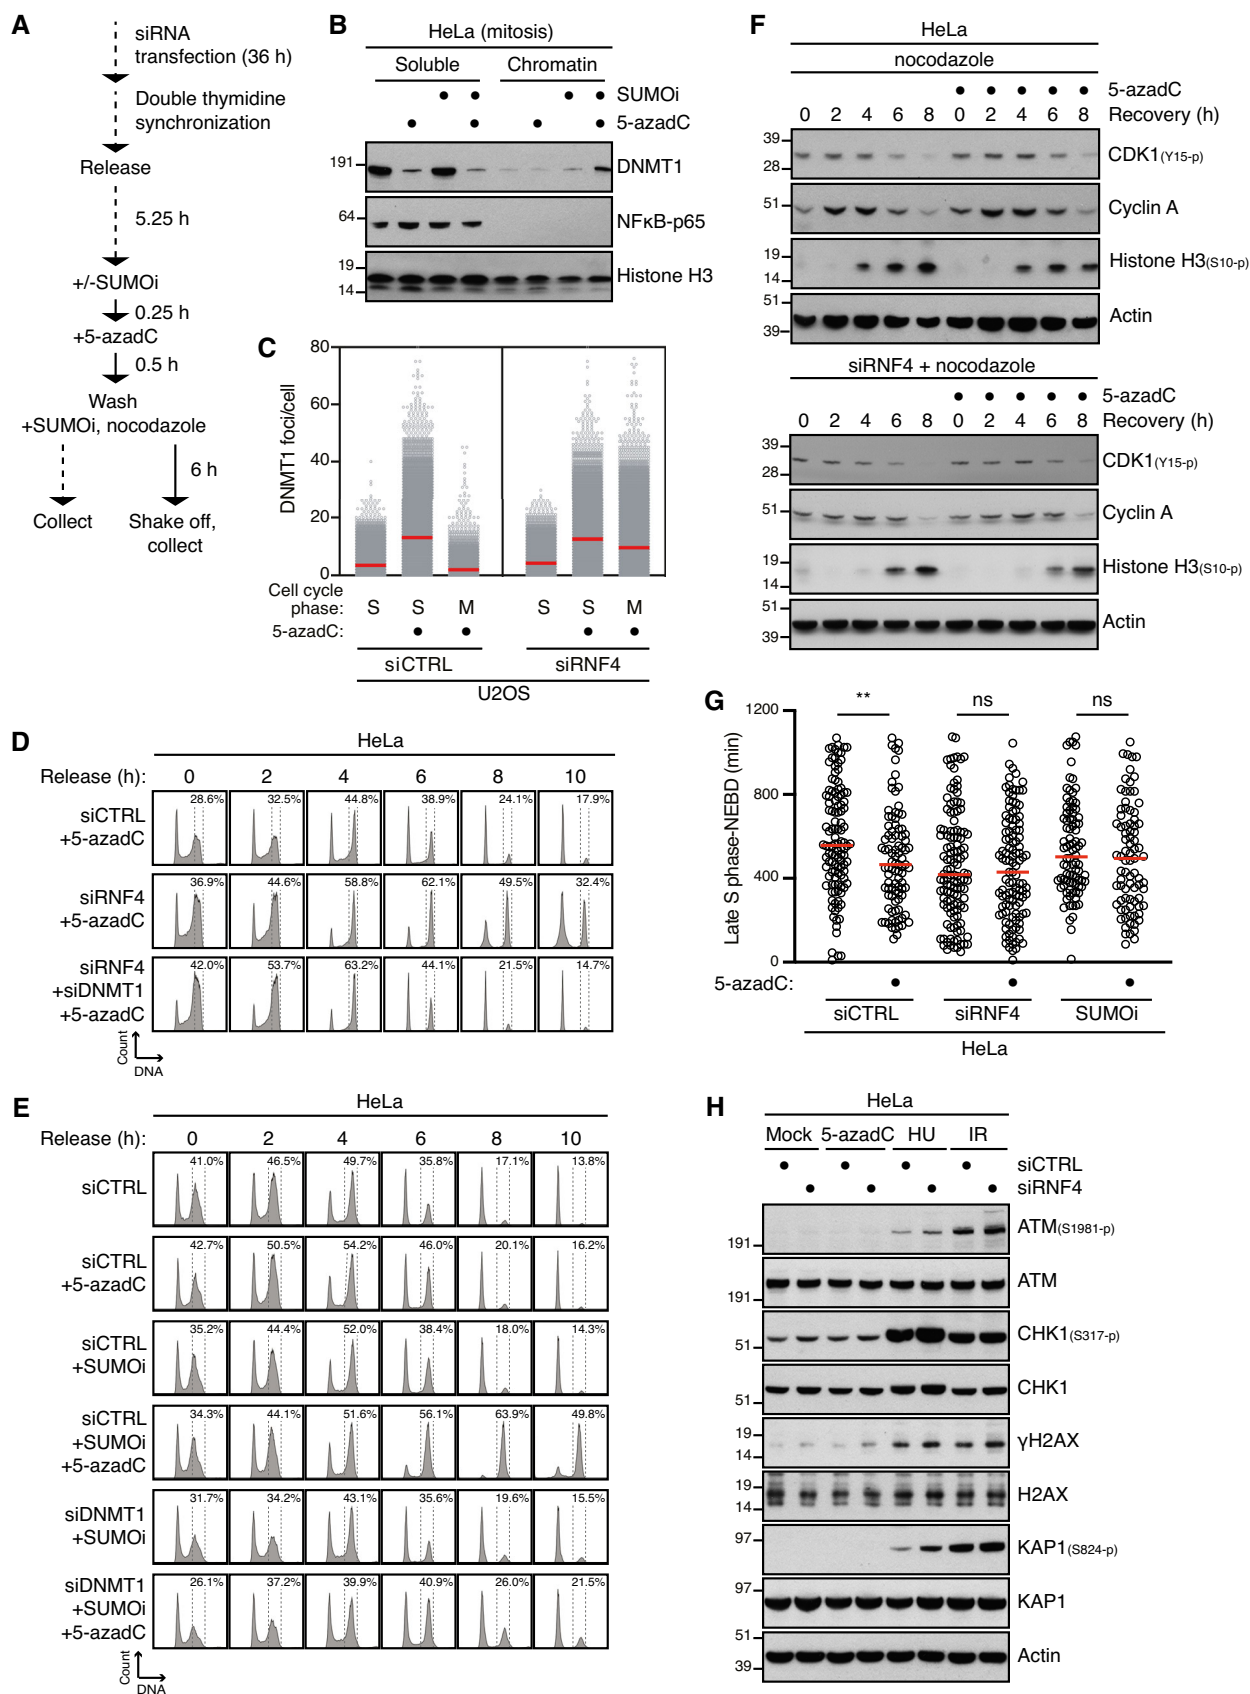 A
siRNA
transfection (36 h)
Double thymidine
synchronization
Release
5.25 h
+/-SUMOi
0.25 h
+5-azadC
0.5 h
Wash
+SUMOi, nocodazole
6 h
Collect
Shake off,
collect
B
HeLa (mitosis)
Soluble Chromatin
SUMOi
5-azadC
191
DNMT1
64
NFκB-p65
19
14
Histone H3
C
DNMT1 foci/cell
80
60
40
20
0
Cell cycle
phase: S S M S S M
5-azadC:
siCTRL siRNF4
U2OS
D
HeLa
Release (h): 0 2 4 6 8 10
siCTRL
+5-azadC
28.6% 32.5% 44.8% 38.9% 24.1% 17.9%
siRNF4
+5-azadC
36.9% 44.6% 58.8% 62.1% 49.5% 32.4%
siRNF4
+siDNMT1
+5-azadC
42.0% 53.7% 63.2% 44.1% 21.5% 14.7%
Count
DNA
E
HeLa
Release (h): 0 2 4 6 8 10
siCTRL
41.0% 46.5% 49.7% 35.8% 17.1% 13.8%
siCTRL
+5-azadC
42.7% 50.5% 54.2% 46.0% 20.1% 16.2%
siCTRL
+SUMOi
35.2% 44.4% 52.0% 38.4% 18.0% 14.3%
siCTRL
+SUMOi
+5-azadC
34.3% 44.1% 51.6% 56.1% 63.9% 49.8%
siDNMT1
+SUMOi
31.7% 34.2% 43.1% 35.6% 19.6% 15.5%
siDNMT1
+SUMOi
+5-azadC
26.1% 37.2% 39.9% 40.9% 26.0% 21.5%
Count
DNA
F
HeLa
nocodazole
5-azadC
0 2 4 6 8 0 2 4 6 8 Recovery (h)
39
28
CDK1(Y15-p)
51
Cyclin A
19
14
Histone H3(S10-p)
51
39
Actin
siRNF4 + nocodazole
5-azadC
0 2 4 6 8 0 2 4 6 8 Recovery (h)
39
28
CDK1(Y15-p)
51
Cyclin A
19
14
Histone H3(S10-p)
51
39
Actin
G
Late S phase-NEBD (min)
1200
800
400
0
** ns ns
5-azadC:
siCTRL siRNF4 SUMOi
HeLa
H
HeLa
Mock 5-azadC HU IR
siCTRL
siRNF4
191
ATM(S1981-p)
191
ATM
51
CHK1(S317-p)
51
CHK1
19
14
γH2AX
19
14
H2AX
97
KAP1(S824-p)
97
KAP1
51
39
Actin